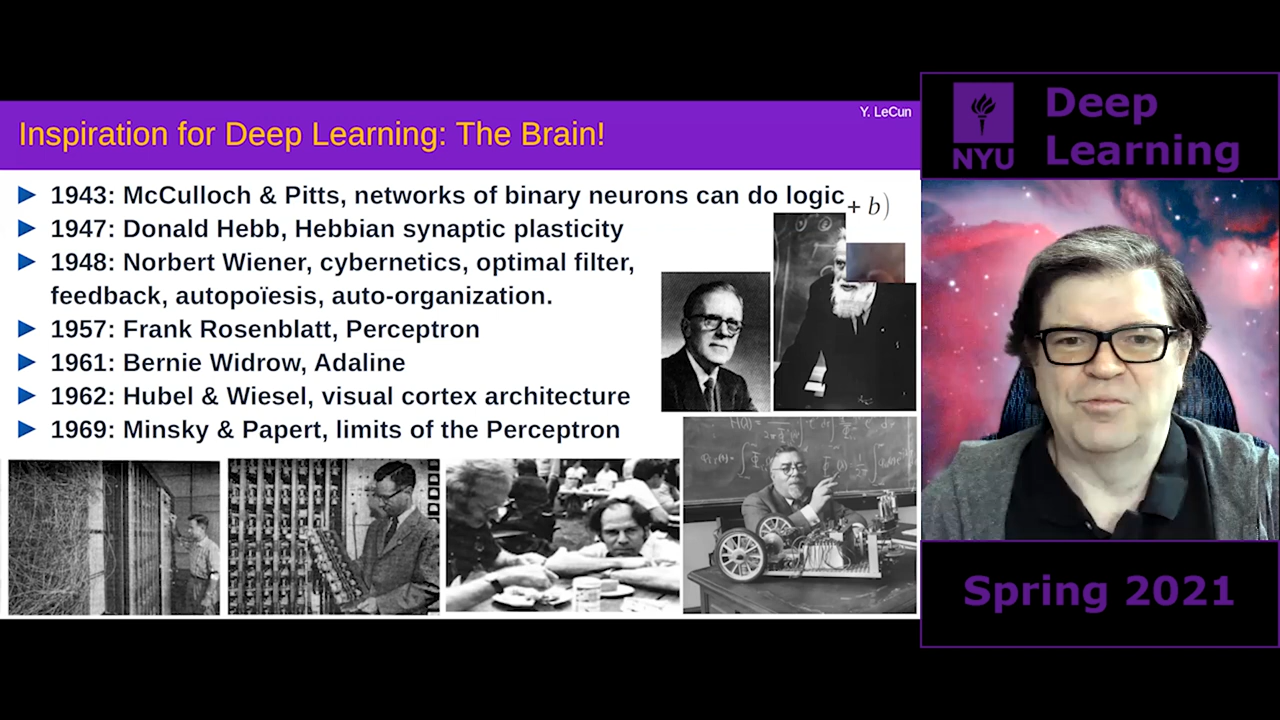 Y. LeCun
Inspiration for Deep Learning: The Brain!
1943: McCulloch & Pitts, networks of binary neurons can do logic
+ b)
1947: Donald Hebb, Hebbian synaptic plasticity
1948: Norbert Wiener, cybernetics, optimal filter,
feedback, autopoïesis, auto-organization.
1957: Frank Rosenblatt, Perceptron
1961: Bernie Widrow, Adaline
1962: Hubel & Wiesel, visual cortex architecture
1969: Minsky & Papert, limits of the Perceptron
NYU
Deep
Learning
Spring 2021